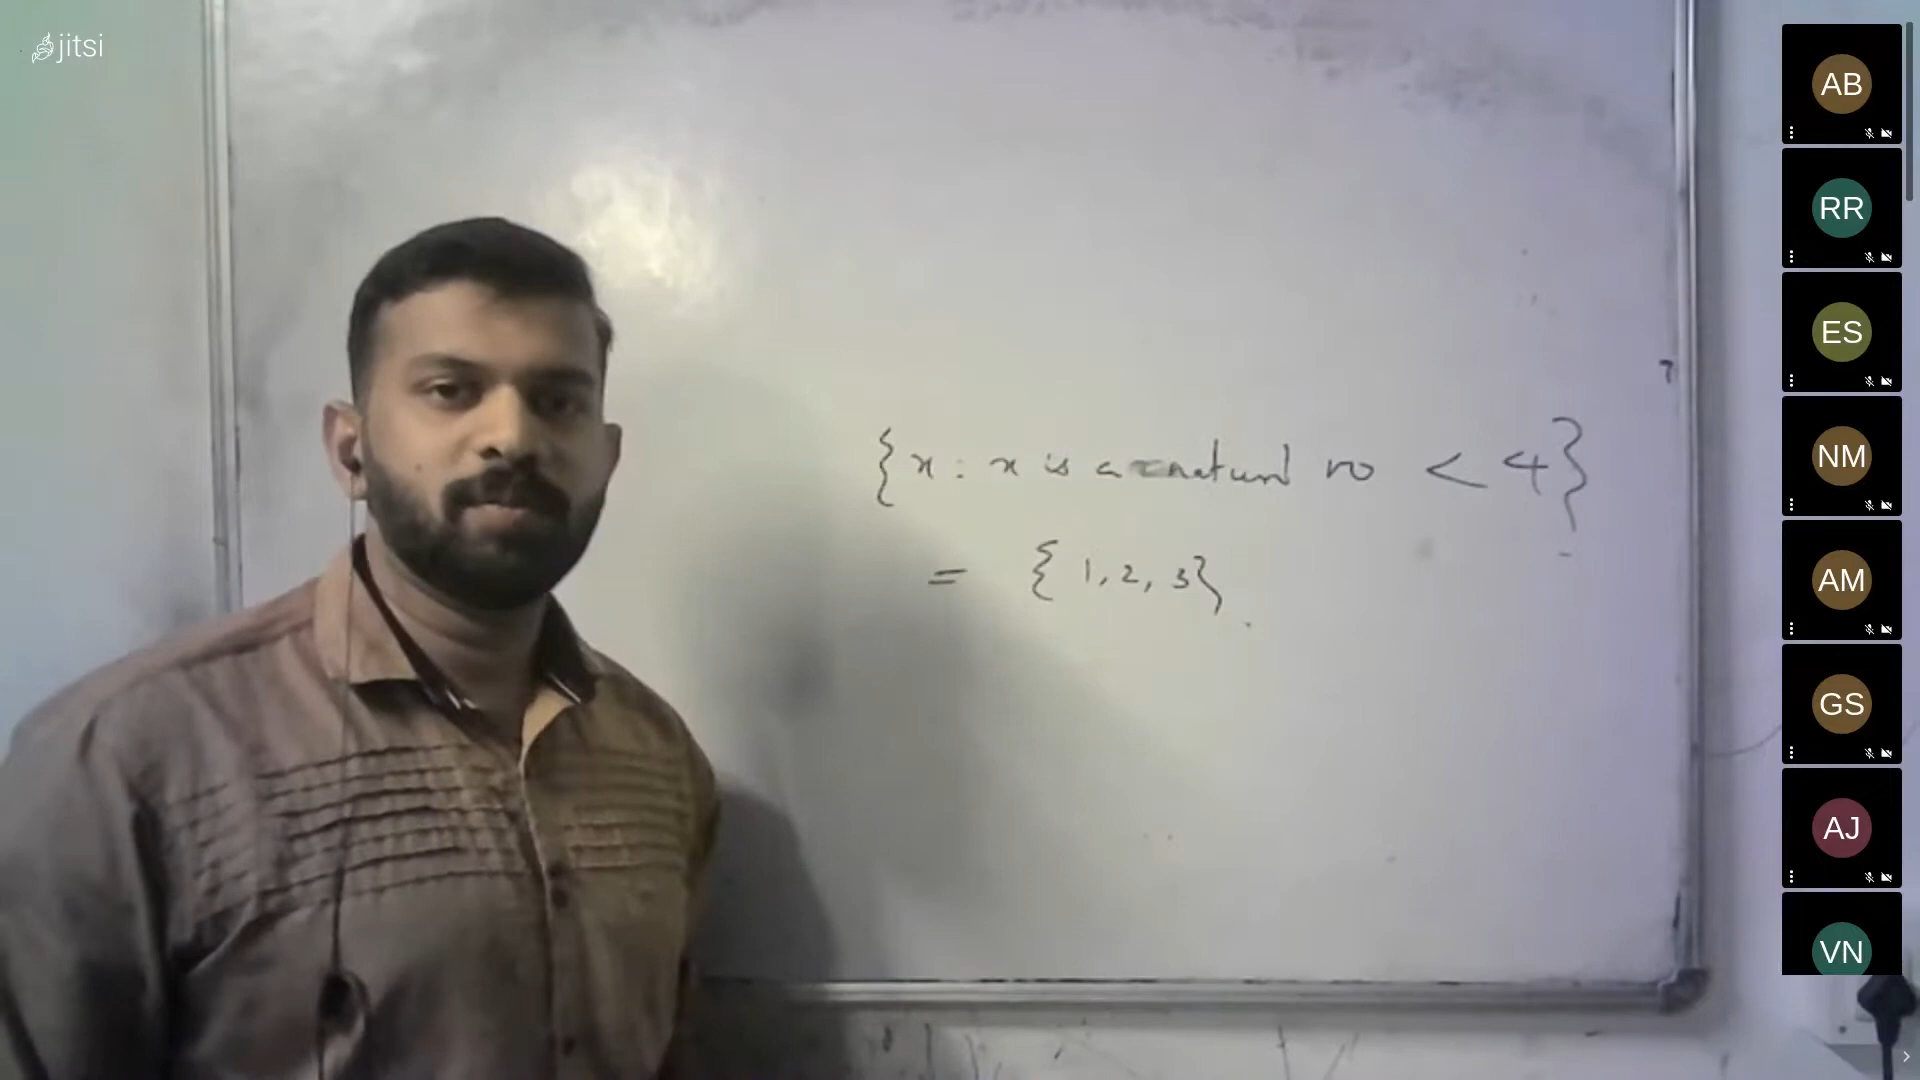 jitsi
{x : x is a natural no < 4}
= {1, 2, 3}.
AB
RR
ES
NM
AM
GS
AJ
VN